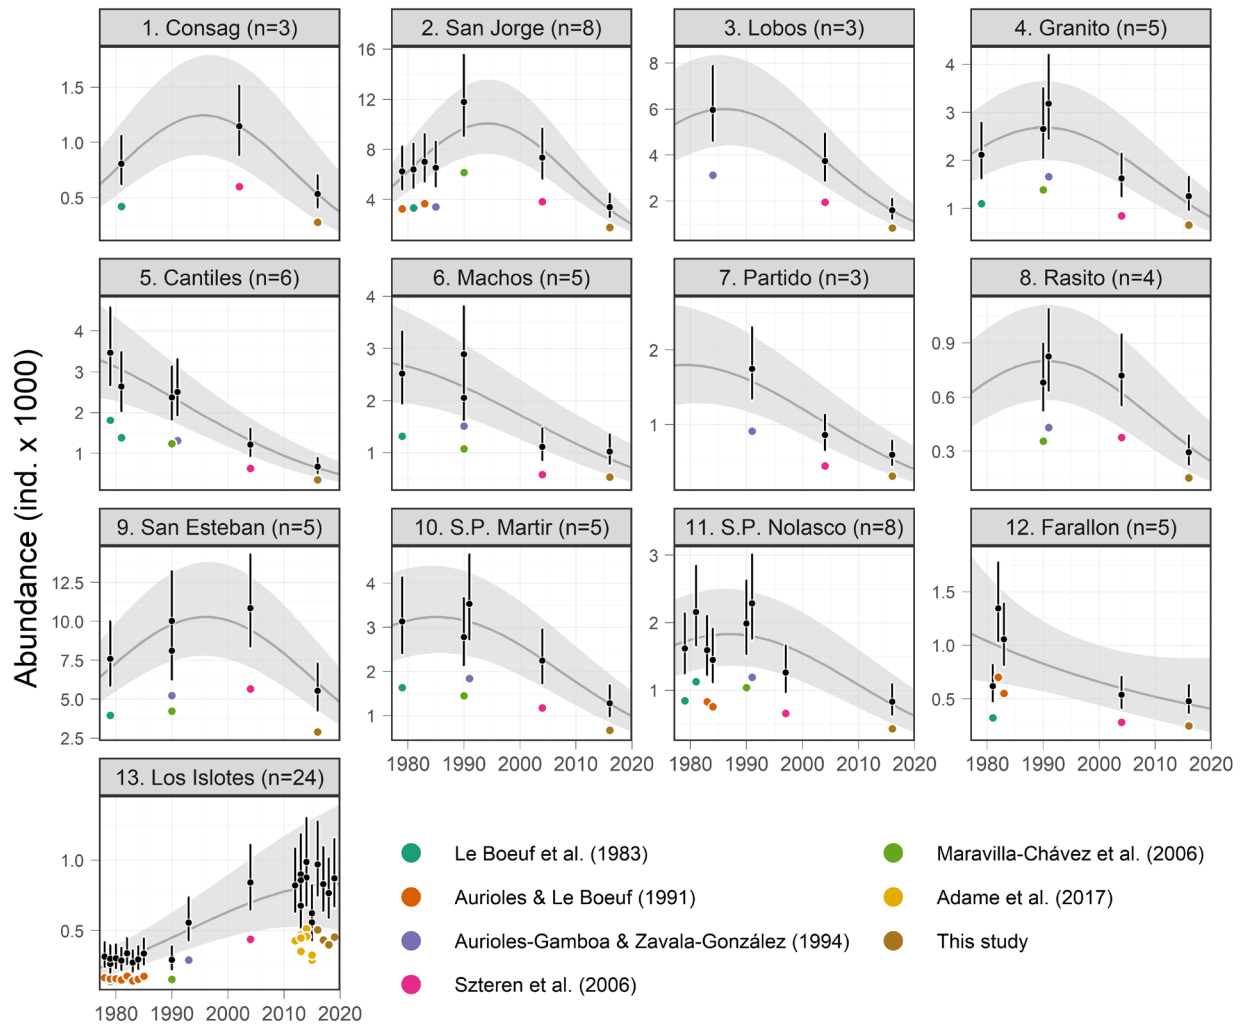 1. Consag (n=3)
2. San Jorge (n=8)
3. Lobos (n=3)
4. Granito (n=5)
1.5
1.0
0.5
16
12
8
4
8
6
4
2
4
3
2
1
5. Cantiles (n=6)
6. Machos (n=5)
7. Partido (n=3)
8. Rasito (n=4)
4
3
2
1
4
3
2
1
2
1
0.9
0.6
0.3
Abundance (ind. x 1000)
9. San Esteban (n=5)
10. S.P. Martir (n=5)
11. S.P. Nolasco (n=8)
12. Farallon (n=5)
12.5
10.0
7.5
5.0
2.5
4
3
2
1
3
2
1
1.5
1.0
0.5
1980 1990 2000 2010 2020
1980 1990 2000 2010 2020
1980 1990 2000 2010 2020
13. Los Islotes (n=24)
1.0
0.5
1980 1990 2000 2010 2020
Le Boeuf et al. (1983)
Aurioles & Le Boeuf (1991)
Aurioles-Gamboa & Zavala-González (1994)
Szteren et al. (2006)
Maravilla-Chávez et al. (2006)
Adame et al. (2017)
This study